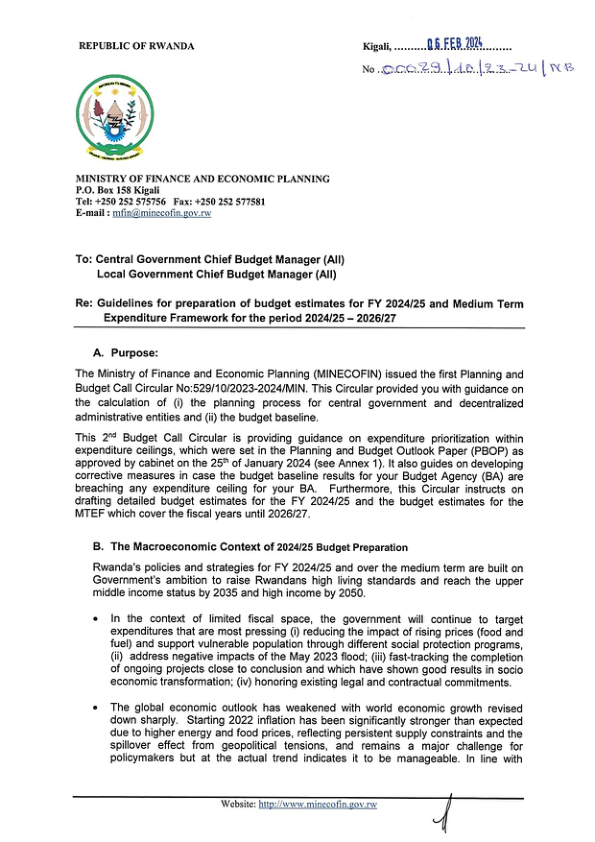 REPUBLIC OF RWANDA
Kigali, ..........06 FEB 2024..........
No 00029/10/23-24/NB
MINISTRY OF FINANCE AND ECONOMIC PLANNING
P.O. Box 158 Kigali
Tel: +250 252 575756 Fax: +250 252 577581
E-mail : mfin@minecofin.gov.rw
To: Central Government Chief Budget Manager (All)
Local Government Chief Budget Manager (All)
Re: Guidelines for preparation of budget estimates for FY 2024/25 and Medium Term
Expenditure Framework for the period 2024/25 – 2026/27
A. Purpose:
The Ministry of Finance and Economic Planning (MINECOFIN) issued the first Planning and
Budget Call Circular No:529/10/2023-2024/MIN. This Circular provided you with guidance on
the calculation of (i) the planning process for central government and decentralized
administrative entities and (ii) the budget baseline.
This 2nd Budget Call Circular is providing guidance on expenditure prioritization within
expenditure ceilings, which were set in the Planning and Budget Outlook Paper (PBOP) as
approved by cabinet on the 25th of January 2024 (see Annex 1). It also guides on developing
corrective measures in case the budget baseline results for your Budget Agency (BA) are
breaching any expenditure ceiling for your BA. Furthermore, this Circular instructs on
drafting detailed budget estimates for the FY 2024/25 and the budget estimates for the
MTEF which cover the fiscal years until 2026/27.
B. The Macroeconomic Context of 2024/25 Budget Preparation
Rwanda's policies and strategies for FY 2024/25 and over the medium term are built on
Government's ambition to raise Rwandans high living standards and reach the upper
middle income status by 2035 and high income by 2050.
• In the context of limited fiscal space, the government will continue to target
expenditures that are most pressing (i) reducing the impact of rising prices (food and
fuel) and support vulnerable population through different social protection programs,
(ii) address negative impacts of the May 2023 flood; (iii) fast-tracking the completion
of ongoing projects close to conclusion and which have shown good results in socio
economic transformation; (iv) honoring existing legal and contractual commitments.
• The global economic outlook has weakened with world economic growth revised
down sharply. Starting 2022 inflation has been significantly stronger than expected
due to higher energy and food prices, reflecting persistent supply constraints and the
spillover effect from geopolitical tensions, and remains a major challenge for
policymakers but at the actual trend indicates it to be manageable. In line with
Website: http://www.minecofin.gov.rw